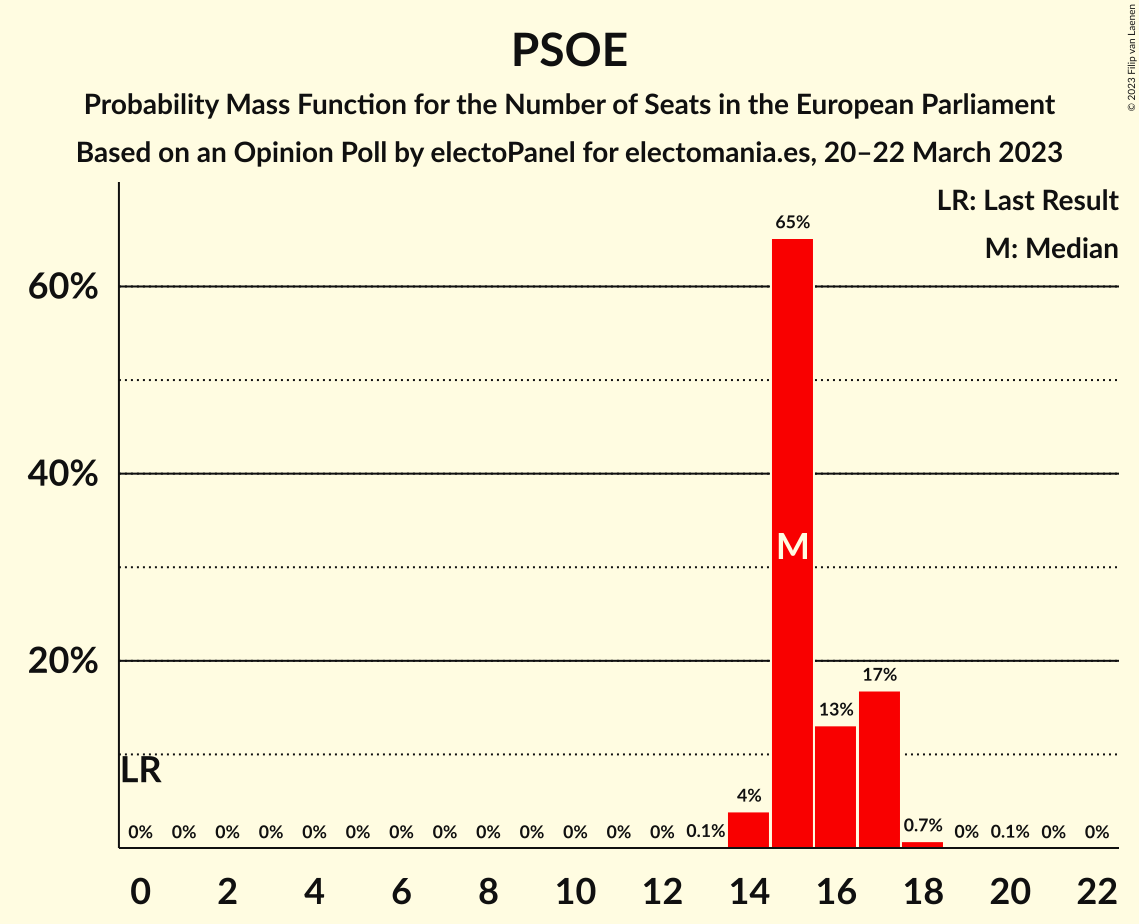 PSOE
Probability Mass Function for the Number of Seats in the European Parliament
Based on an Opinion Poll by electoPanel for electomania.es, 20–22 March 2023
© 2023 Filip van Laenen
LR: Last Result
M: Median
65%
60%
40%
M
20%
17%
13%
LR
4%
0% 0% 0% 0% 0% 0% 0% 0% 0% 0% 0% 0% 0% 0.1% 0.7% 0% 0.1% 0% 0%
0 2 4 6 8 10 12 14 16 18 20 22